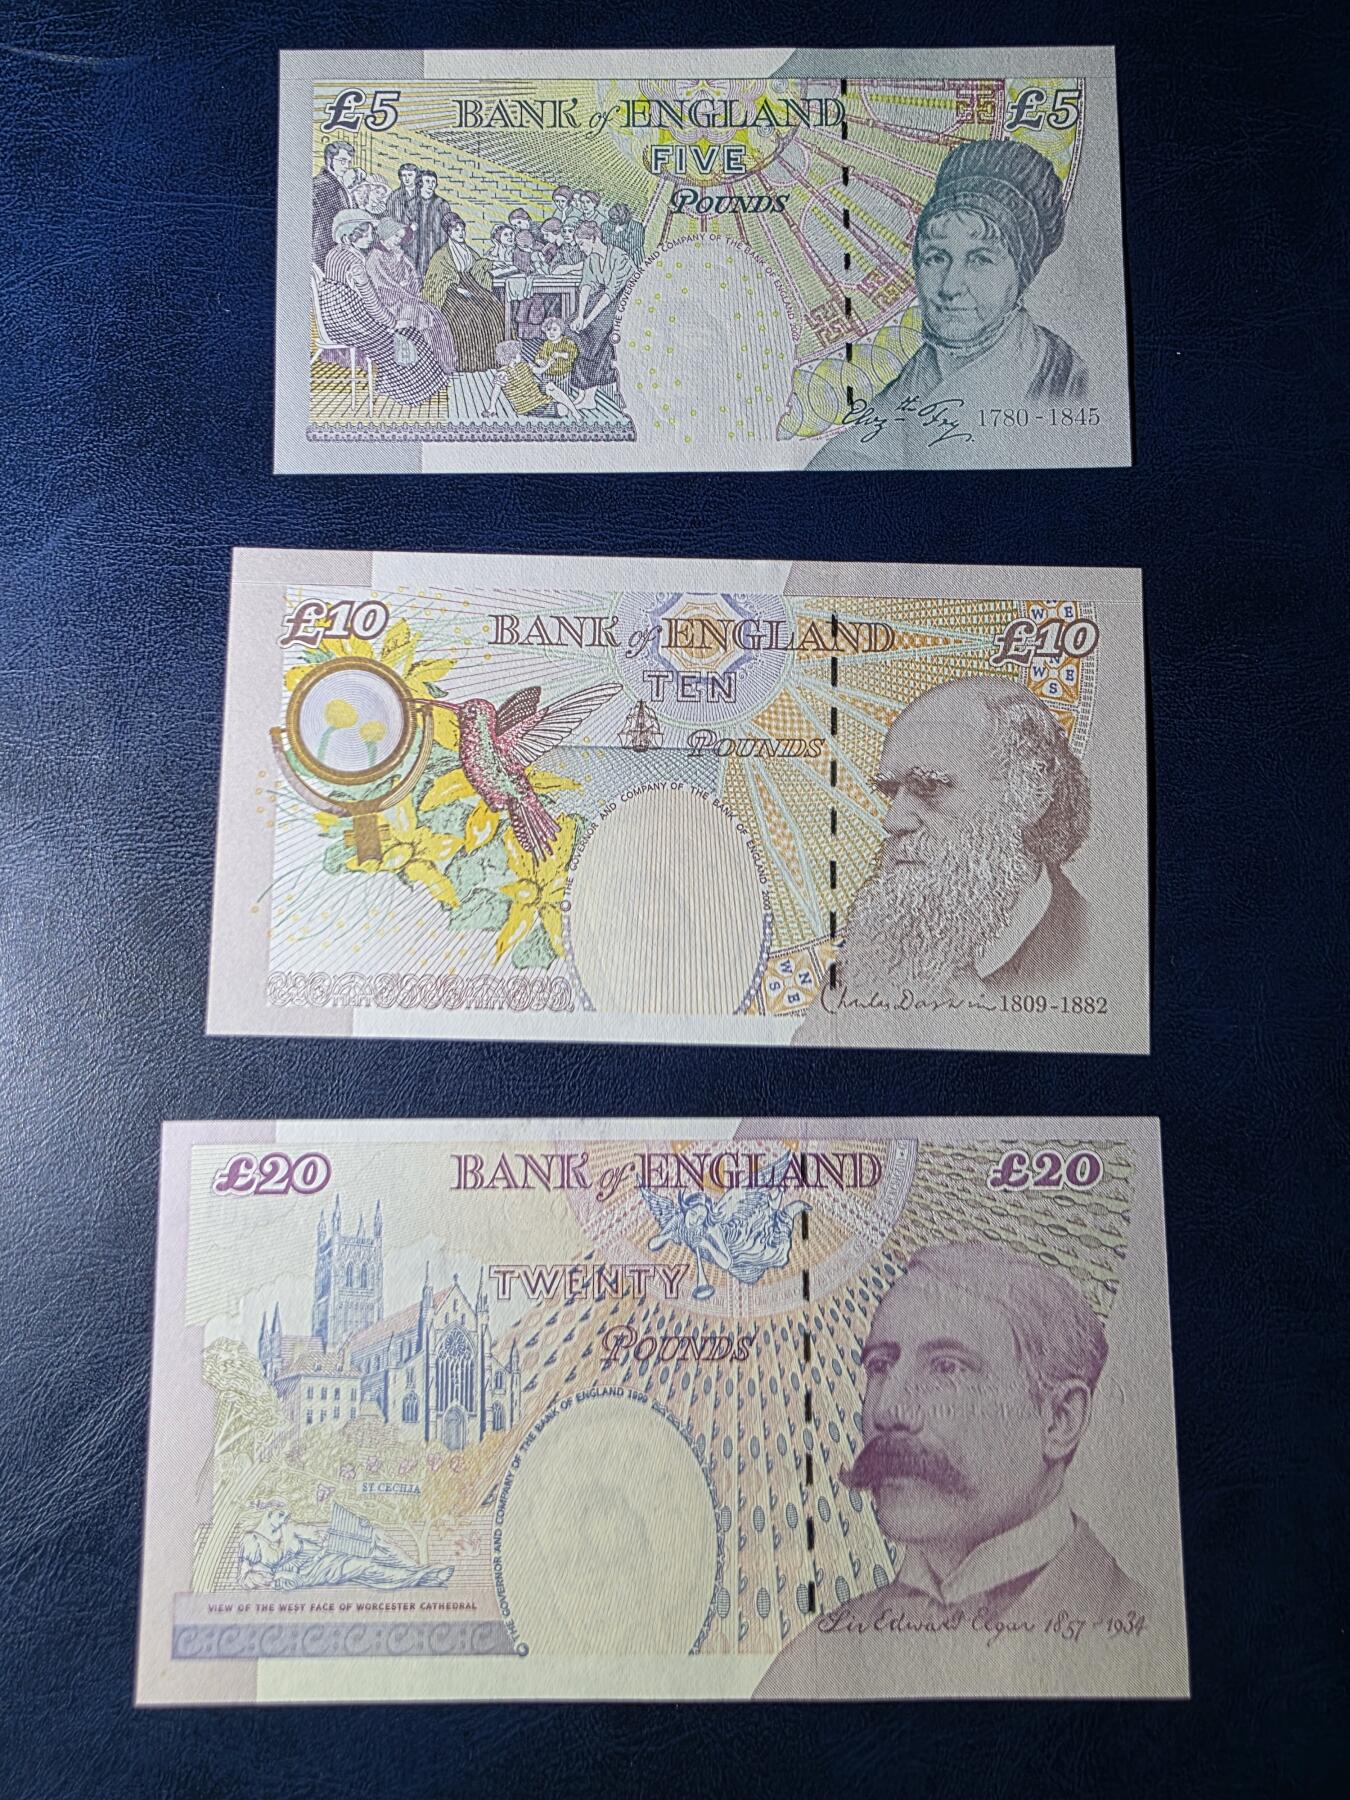 £5 BANK of ENGLAND £5
FIVE
POUNDS
THE GOVERNOR AND COMPANY OF THE BANK OF ENGLAND 2002
Eliz-th Fry 1780-1845
£10 BANK of ENGLAND £10
N
W E
S
TEN
POUNDS
THE GOVERNOR AND COMPANY OF THE BANK OF ENGLAND 2000
Charles Darwin 1809-1882
£20 BANK of ENGLAND £20
TWENTY
POUNDS
THE GOVERNOR AND COMPANY OF THE BANK OF ENGLAND 1999
ST. CECILIA
VIEW OF THE WEST FACE OF WORCESTER CATHEDRAL
Sir Edward Elgar 1857-1934